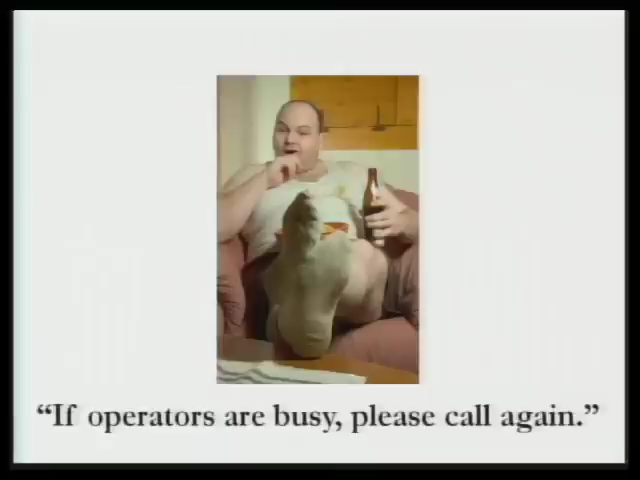 “If operators are busy, please call again.”